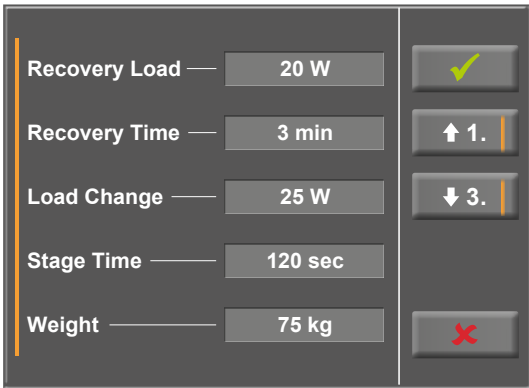 Recovery Load 20 W
Recovery Time 3 min
Load Change 25 W
Stage Time 120 sec
Weight 75 kg
1.
3.